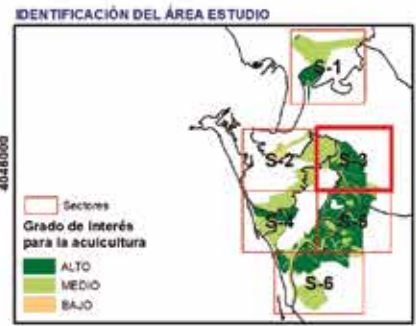 IDENTIFICACIÓN DEL ÁREA ESTUDIO
S-1
S-2
S-3
S-4
S-5
S-6
4046000
Sectores
Grado de Interés
para la acuicultura
ALTO
MEDIO
BAJO